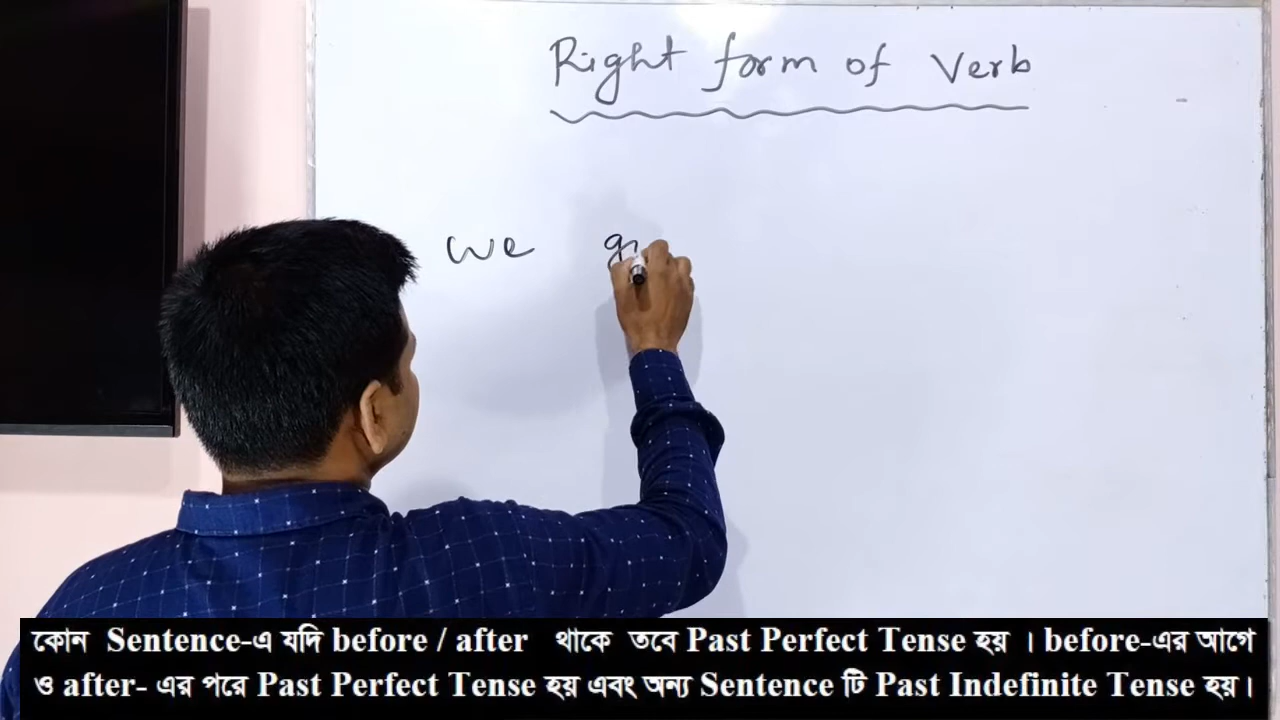 Right form of Verb
we
কোন Sentence-এ যদি before / after থাকে তবে Past Perfect Tense হয় । before-এর আগে
ও after- এর পরে Past Perfect Tense হয় এবং অন্য Sentence টি Past Indefinite Tense হয়।